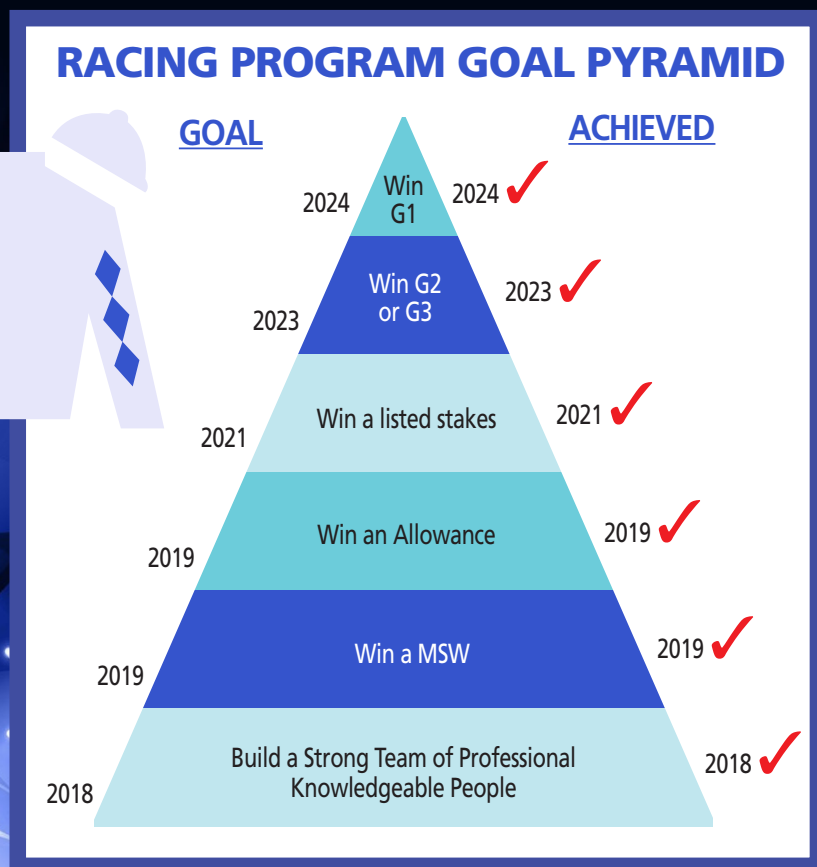 RACING PROGRAM GOAL PYRAMID
GOAL
ACHIEVED
2024
Win
G1
2024
2023
Win G2
or G3
2023
2021
Win a listed stakes
2021
2019
Win an Allowance
2019
2019
Win a MSW
2019
2018
Build a Strong Team of Professional
Knowledgeable People
2018